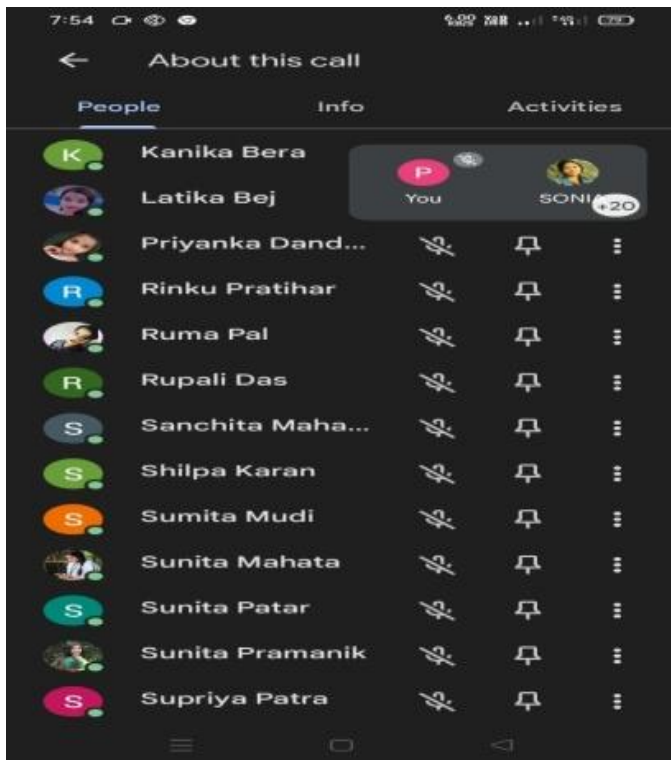 7:54
About this call
People Info Activities
K Kanika Bera
P
Latika Bej
You SONI +20
Priyanka Dand...
R Rinku Pratihar
Ruma Pal
R Rupali Das
S Sanchita Maha...
S Shilpa Karan
S Sumita Mudi
Sunita Mahata
S Sunita Patar
Sunita Pramanik
S Supriya Patra